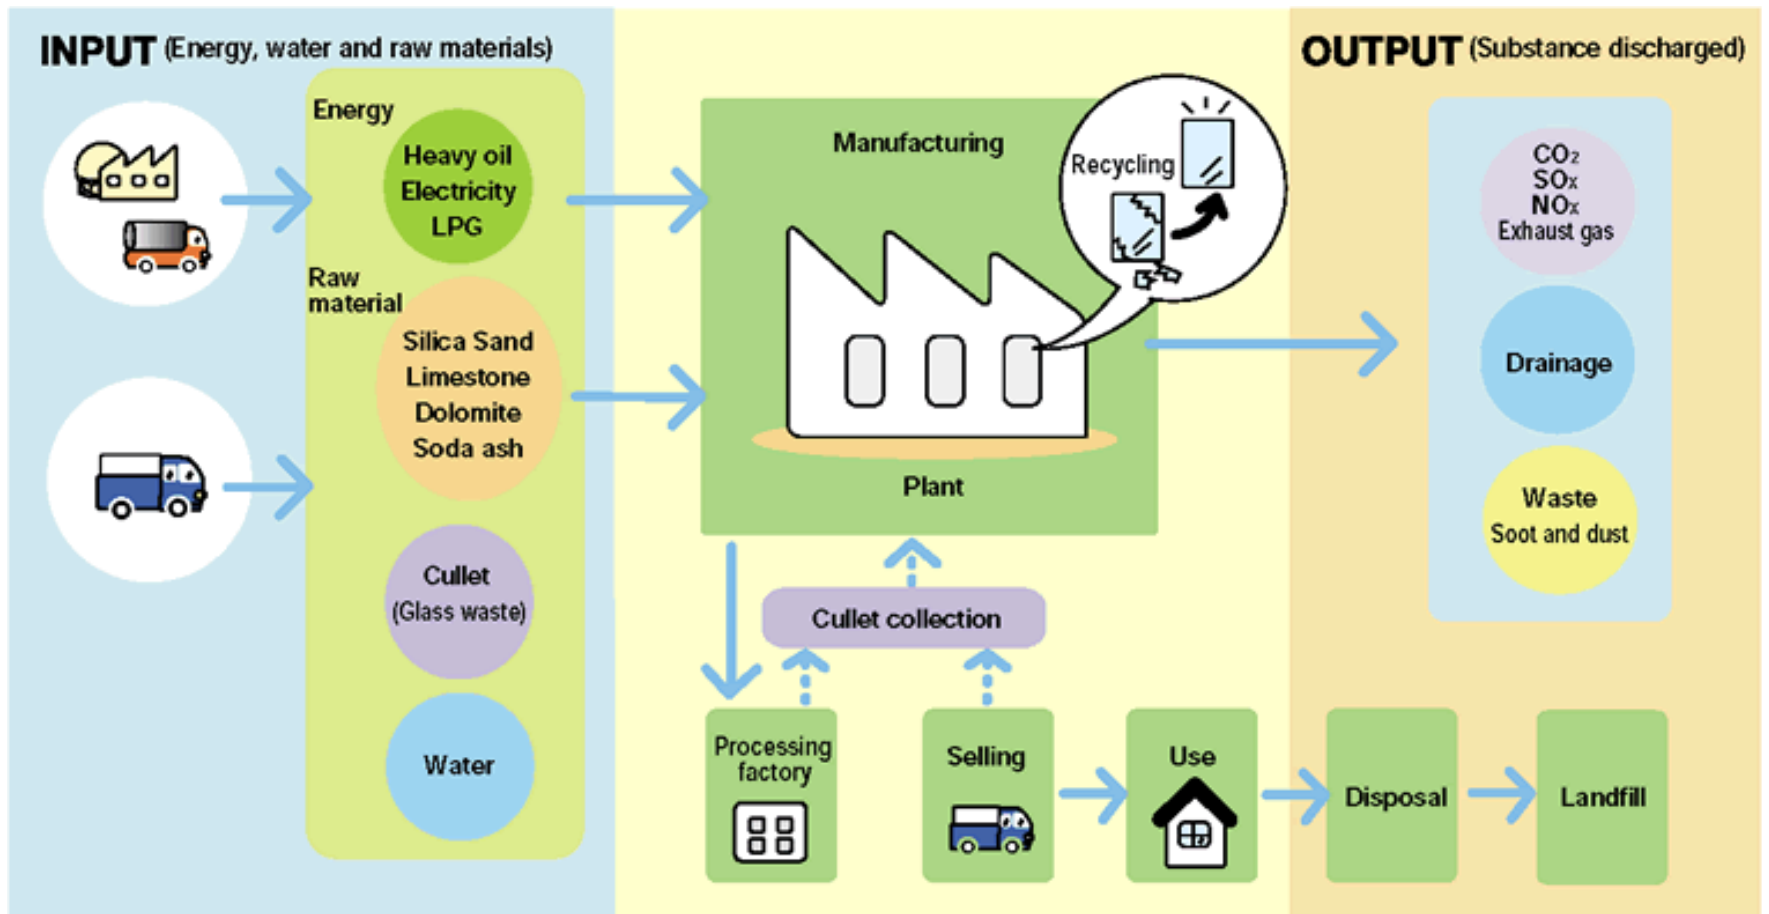 INPUT (Energy, water and raw materials)
Energy
Heavy oil
Electricity
LPG
Raw
material
Silica Sand
Limestone
Dolomite
Soda ash
Cullet
(Glass waste)
Water
Manufacturing
Recycling
Plant
Cullet collection
Processing
factory
Selling
Use
OUTPUT (Substance discharged)
CO₂
SOx
NOx
Exhaust gas
Drainage
Waste
Soot and dust
Disposal
Landfill